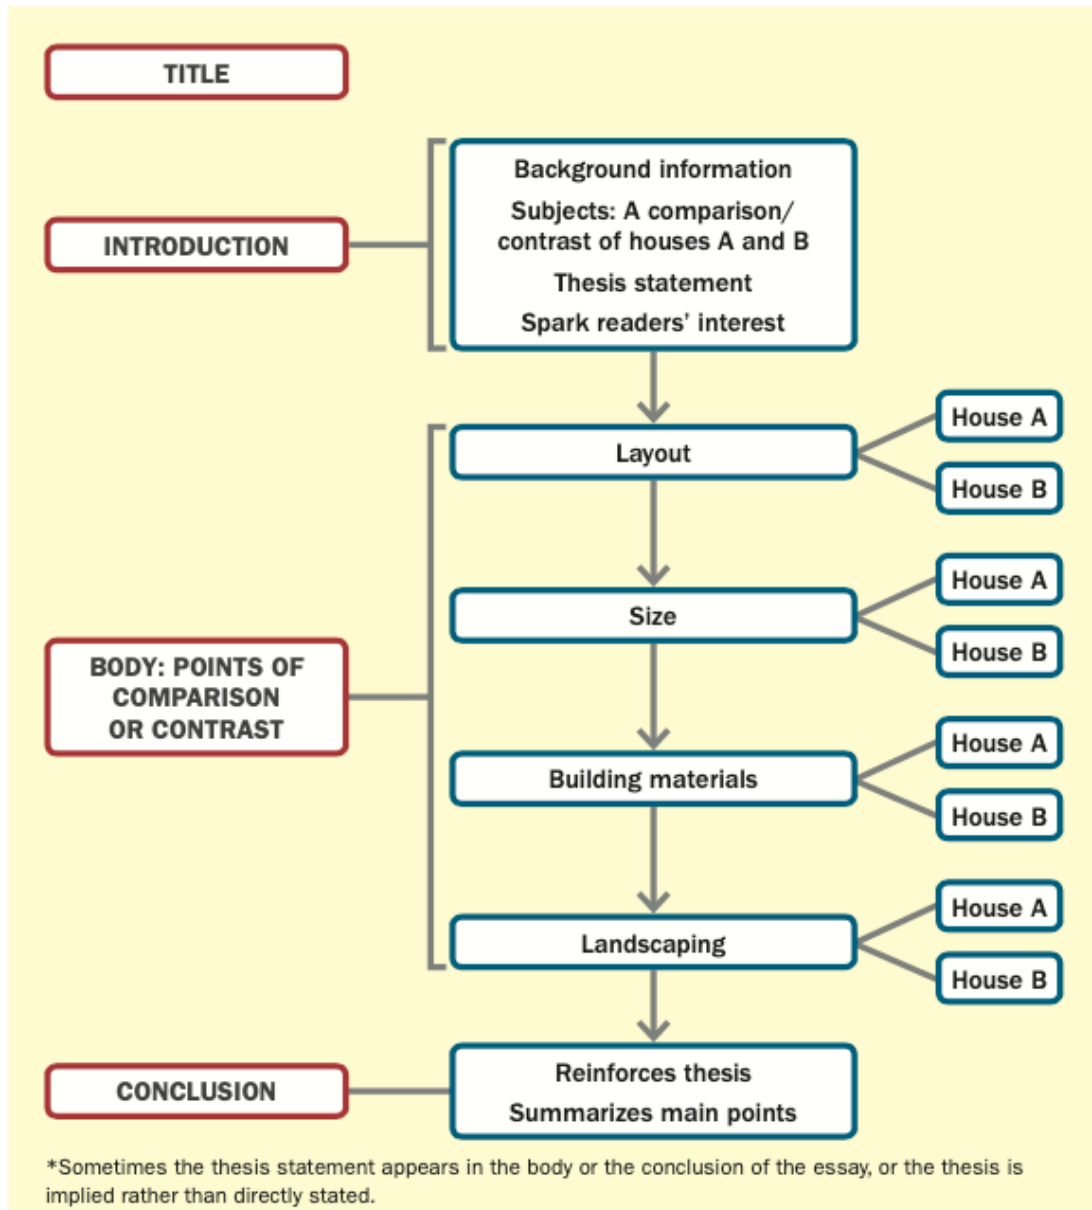 TITLE
INTRODUCTION
Background information
Subjects: A comparison/
contrast of houses A and B
Thesis statement
Spark readers' interest
BODY: POINTS OF
COMPARISON
OR CONTRAST
Layout
House A
House B
Size
House A
House B
Building materials
House A
House B
Landscaping
House A
House B
CONCLUSION
Reinforces thesis
Summarizes main points
*Sometimes the thesis statement appears in the body or the conclusion of the essay, or the thesis is
implied rather than directly stated.